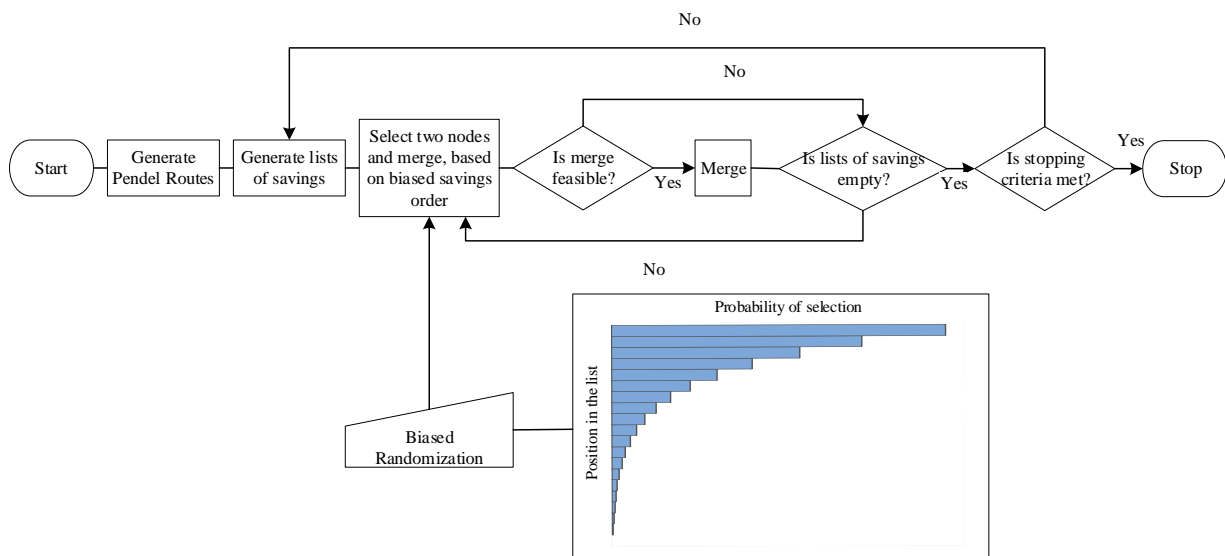 No
No
Start
Generate
Pendel Routes
Generate lists
of savings
Select two nodes
and merge, based
on biased savings
order
Is merge
feasible?
Yes
Merge
Is lists of savings
empty?
Yes
Is stopping
criteria met?
Yes
Stop
No
Probability of selection
Position in the list
Biased
Randomization